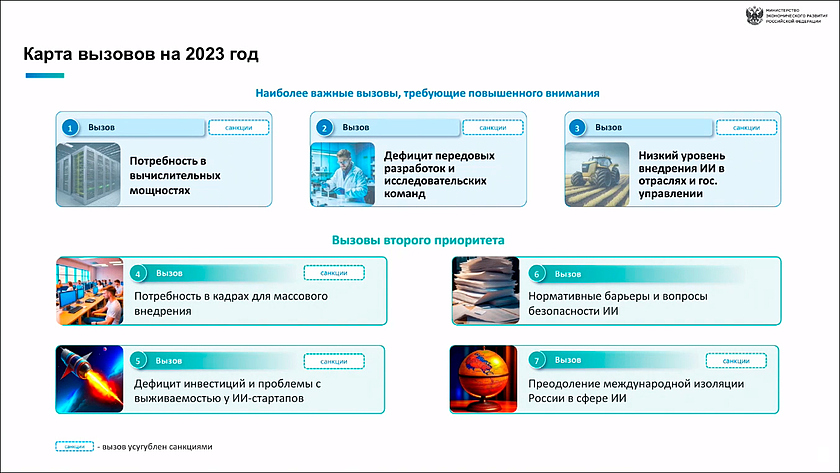 МИНИСТЕРСТВО
ЭКОНОМИЧЕСКОГО РАЗВИТИЯ
РОССИЙСКОЙ ФЕДЕРАЦИИ
Карта вызовов на 2023 год
Наиболее важные вызовы, требующие повышенного внимания
1 Вызов санкции
Потребность в
вычислительных
мощностях
2 Вызов санкции
Дефицит передовых
разработок и
исследовательских
команд
3 Вызов санкции
Низкий уровень
внедрения ИИ в
отраслях и гос.
управлении
Вызовы второго приоритета
4 Вызов санкции
Потребность в кадрах для массового
внедрения
6 Вызов
Нормативные барьеры и вопросы
безопасности ИИ
5 Вызов санкции
Дефицит инвестиций и проблемы с
выживаемостью у ИИ-стартапов
7 Вызов санкции
Преодоление международной изоляции
России в сфере ИИ
санкции - вызов усугублен санкциями